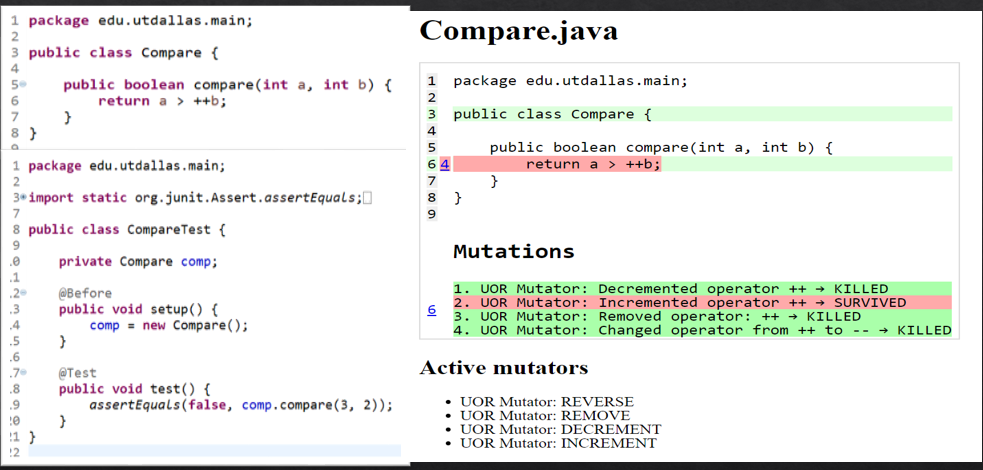 1 package edu.utdallas.main;
2
3 public class Compare {
4
5 public boolean compare(int a, int b) {
6 return a > ++b;
7 }
8 }
9
1 package edu.utdallas.main;
2
3 import static org.junit.Assert.assertEquals;
7
8 public class CompareTest {
9
.0 private Compare comp;
.1
.2 @Before
.3 public void setup() {
.4 comp = new Compare();
.5 }
.6
.7 @Test
.8 public void test() {
.9 assertEquals(false, comp.compare(3, 2));
!0 }
!1 }
!2
Compare.java
1 package edu.utdallas.main;
2
3 public class Compare {
4
5 public boolean compare(int a, int b) {
6 4 return a > ++b;
7 }
8 }
9
Mutations
6
1. UOR Mutator: Decremented operator ++ → KILLED
2. UOR Mutator: Incremented operator ++ → SURVIVED
3. UOR Mutator: Removed operator: ++ → KILLED
4. UOR Mutator: Changed operator from ++ to -- → KILLED
Active mutators
• UOR Mutator: REVERSE
• UOR Mutator: REMOVE
• UOR Mutator: DECREMENT
• UOR Mutator: INCREMENT